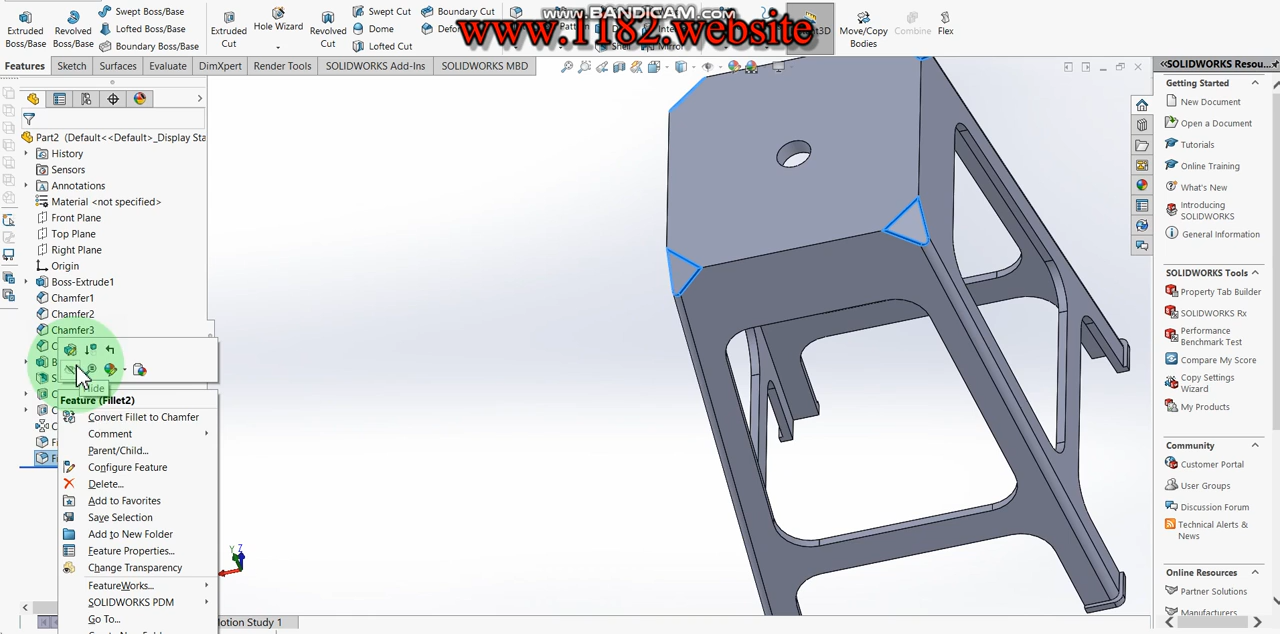 www.BANDICAM.com
www.1182.website
Swept Boss/Base
Lofted Boss/Base
Boundary Boss/Base
Extruded
Boss/Base
Revolved
Boss/Base
Extruded
Cut
Hole Wizard
Revolved
Cut
Swept Cut
Dome
Lofted Cut
Boundary Cut
Move/Copy
Bodies
Combine
Flex
Features
Sketch
Surfaces
Evaluate
DimXpert
Render Tools
SOLIDWORKS Add-Ins
SOLIDWORKS MBD
Part2 (Default<<Default>_Display Sta
History
Sensors
Annotations
Material <not specified>
Front Plane
Top Plane
Right Plane
Origin
Boss-Extrude1
Chamfer1
Chamfer2
Chamfer3
Hide
Feature (Fillet2)
Convert Fillet to Chamfer
Comment
Parent/Child...
Configure Feature
Delete...
Add to Favorites
Save Selection
Add to New Folder
Feature Properties...
Change Transparency
FeatureWorks...
SOLIDWORKS PDM
Go To...
Y
Z
otion Study 1
SOLIDWORKS Resou...
Getting Started
New Document
Open a Document
Tutorials
Online Training
What's New
Introducing
SOLIDWORKS
General Information
SOLIDWORKS Tools
Property Tab Builder
SOLIDWORKS Rx
Performance
Benchmark
Test
Compare My Score
Copy Settings
Wizard
My Products
Community
Customer Portal
User Groups
Discussion Forum
Technical Alerts &
News
Online Resources
Partner Solutions
Manufacturers